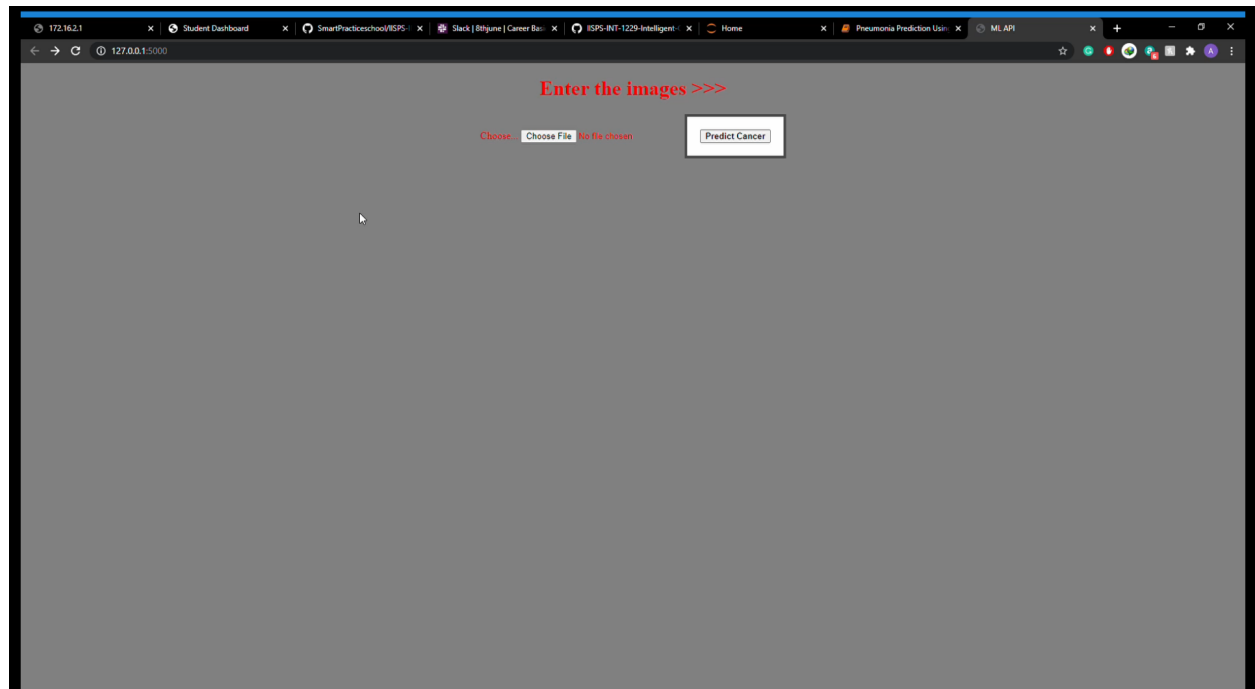 172.16.2.1 Student Dashboard SmartPracticeschool/IISPS-I Slack | 8thjune | Career Bas IISPS-INT-1229-Intelligent- Home Pneumonia Prediction Usin ML API
127.0.0.1:5000
Enter the images >>>
Choose... Choose File No file chosen Predict Cancer